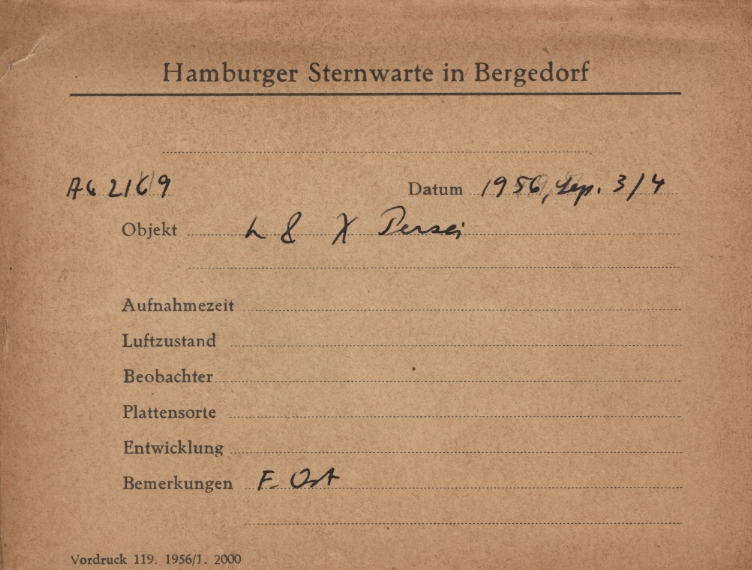 Hamburger Sternwarte in Bergedorf
AG 2169 Datum 1956, Sep. 3/4
Objekt h & χ Persei
Aufnahmezeit
Luftzustand
Beobachter
Plattensorte
Entwicklung
Bemerkungen F. Ost
Vordruck 119. 1956/1. 2000